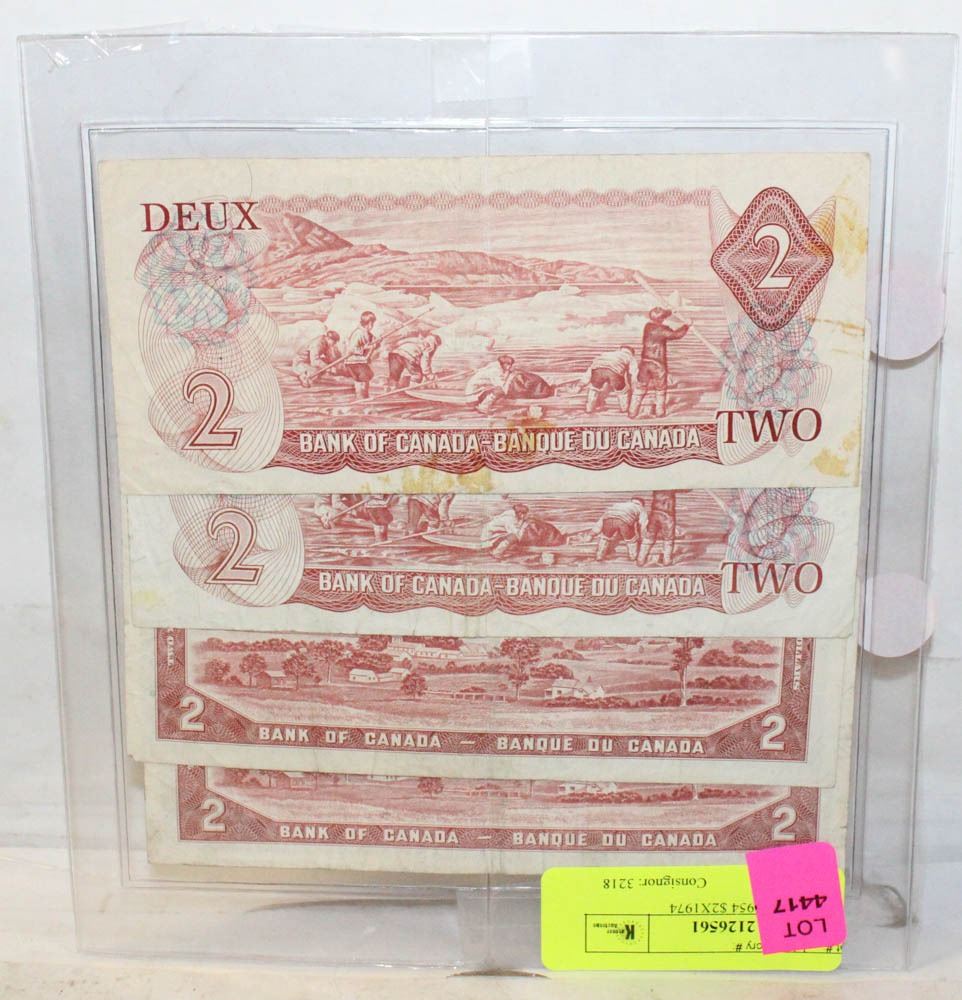 DEUX
2
2
TWO
BANK OF CANADA-BANQUE DU CANADA
2
TWO
BANK OF CANADA-BANQUE DU CANADA
2
2
BANK OF CANADA — BANQUE DU CANADA
2
2
BANK OF CANADA — BANQUE DU CANADA
LOT
4417
2126561
K
954 $2X1974
Consignor: 3218